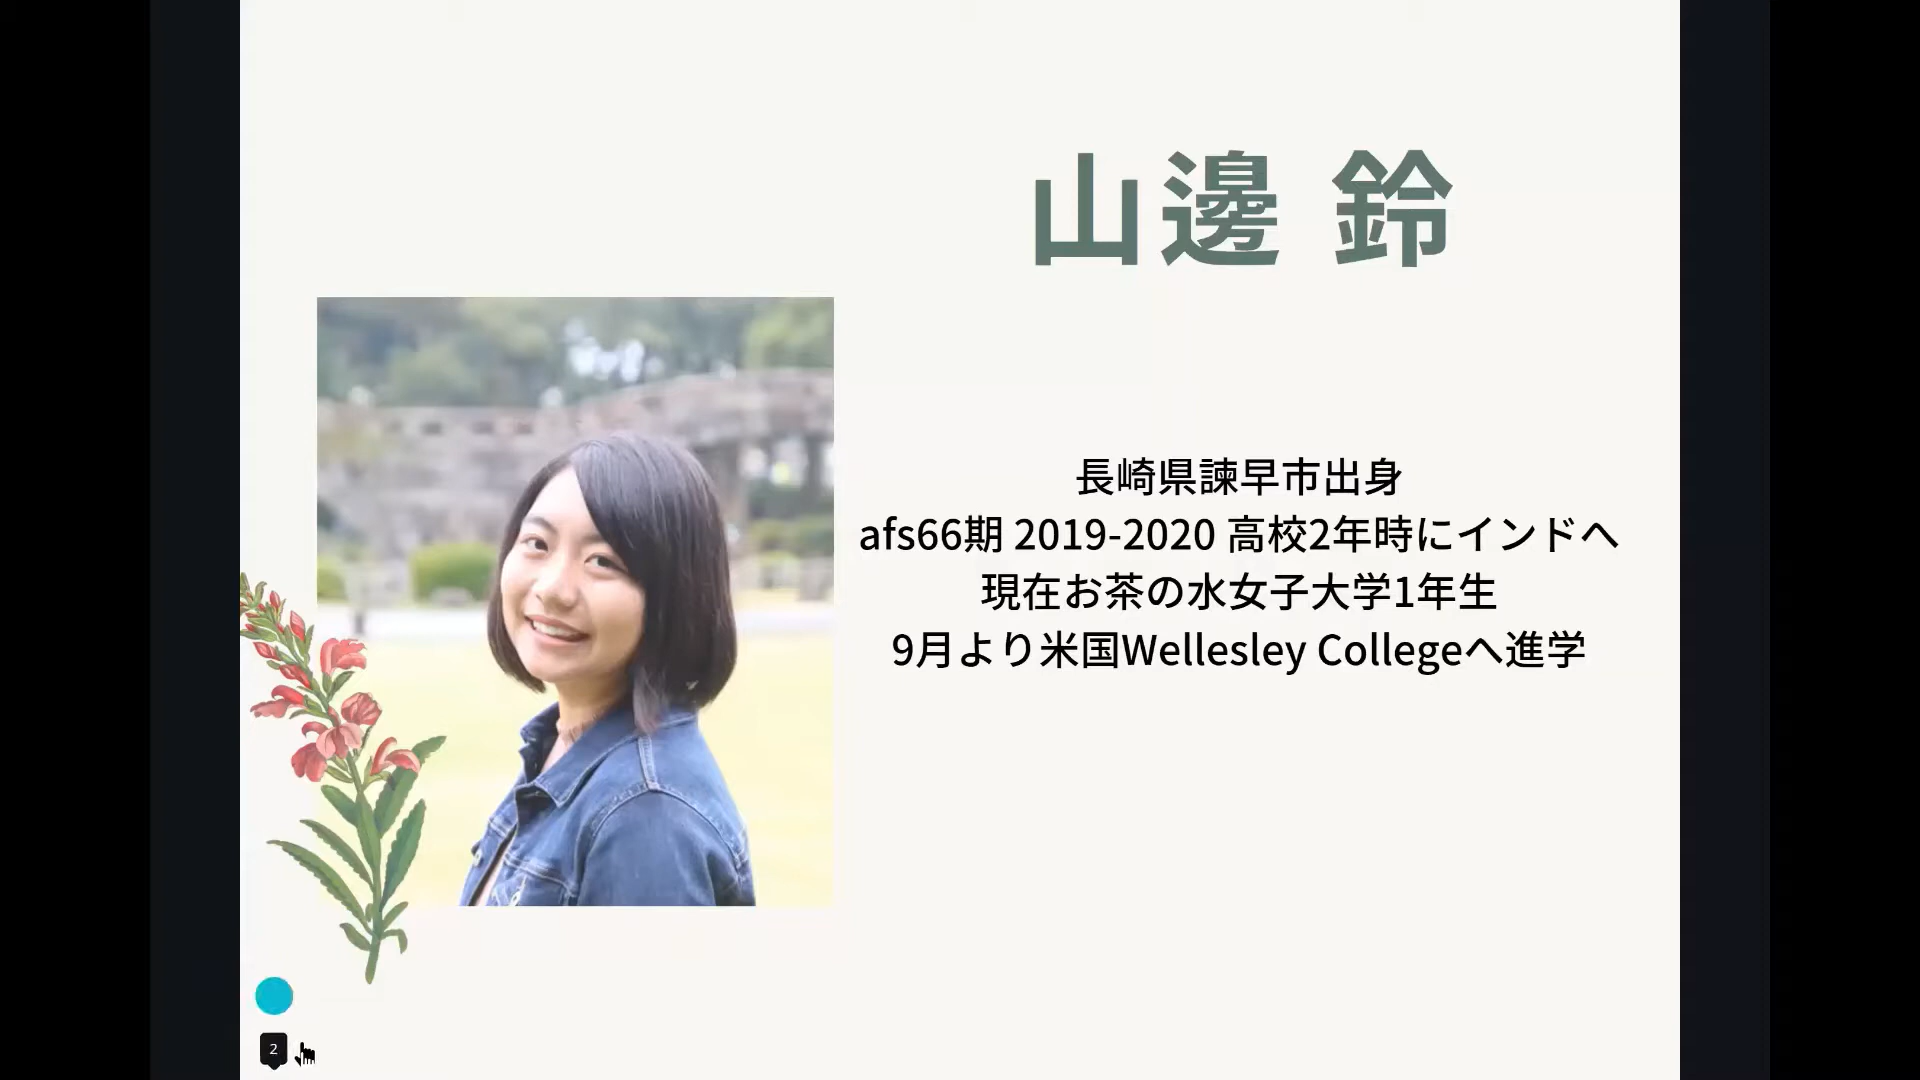 山邊 鈴
長崎県諫早市出身
afs66期 2019-2020 高校2年時にインドへ
現在お茶の水女子大学1年生
9月より米国Wellesley Collegeへ進学
2